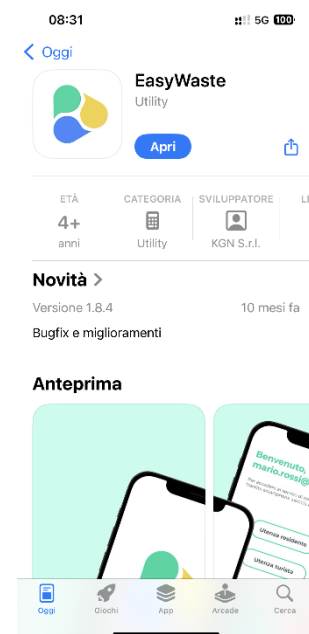 08:31
5G 100
Oggi
EasyWaste
Utility
Apri
ETÀ CATEGORIA SVILUPPATORE
4+
anni Utility KGN S.r.l.
Novità
Versione 1.8.4 10 mesi fa
Bugfix e miglioramenti
Anteprima
Benvenuto,
mario.rossi@
Utenza residente
Utenza turista
Oggi Giochi App Arcade Cerca